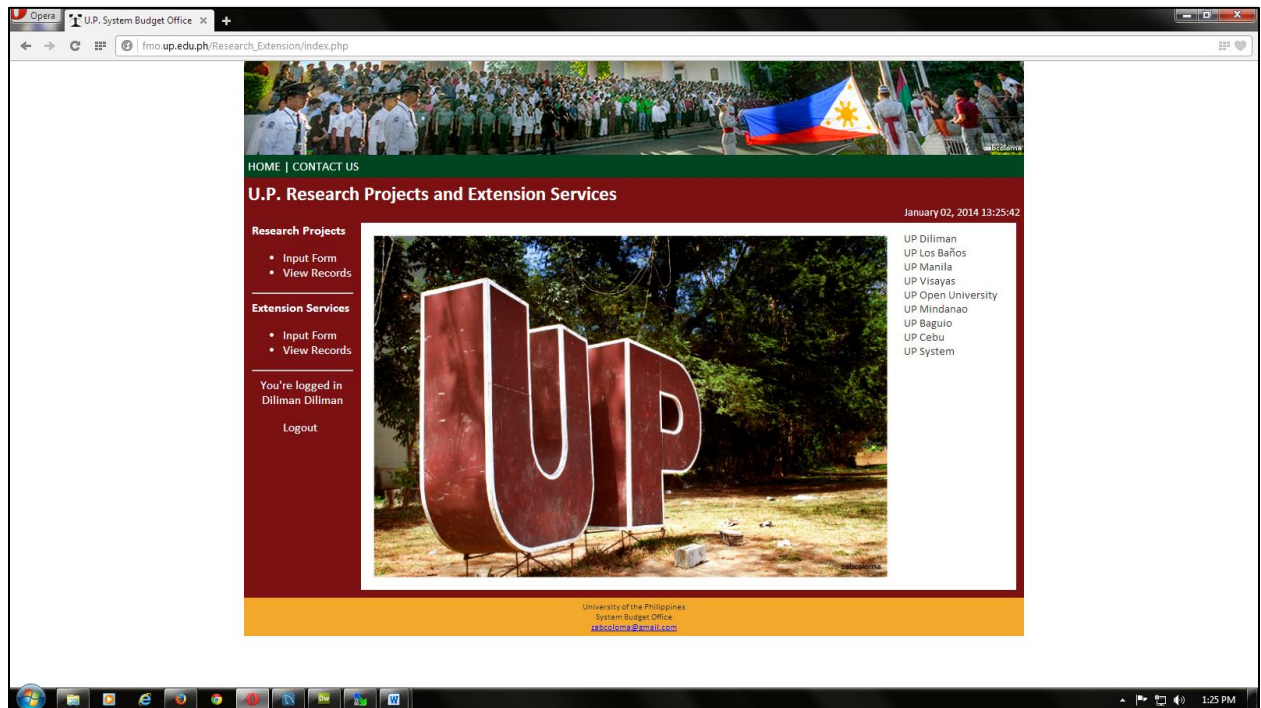 Opera
U.P. System Budget Office
fmo.up.edu.ph/Research_Extension/index.php
zabcoloma
HOME | CONTACT US
U.P. Research Projects and Extension Services
January 02, 2014 13:25:42
Research Projects
• Input Form
• View Records
Extension Services
• Input Form
• View Records
You're logged in
Diliman Diliman
Logout
UP
zabcoloma
UP Diliman
UP Los Baños
UP Manila
UP Visayas
UP Open University
UP Mindanao
UP Baguio
UP Cebu
UP System
University of the Philippines
System Budget Office
zabcoloma@gmail.com
Dw
W
1:25 PM